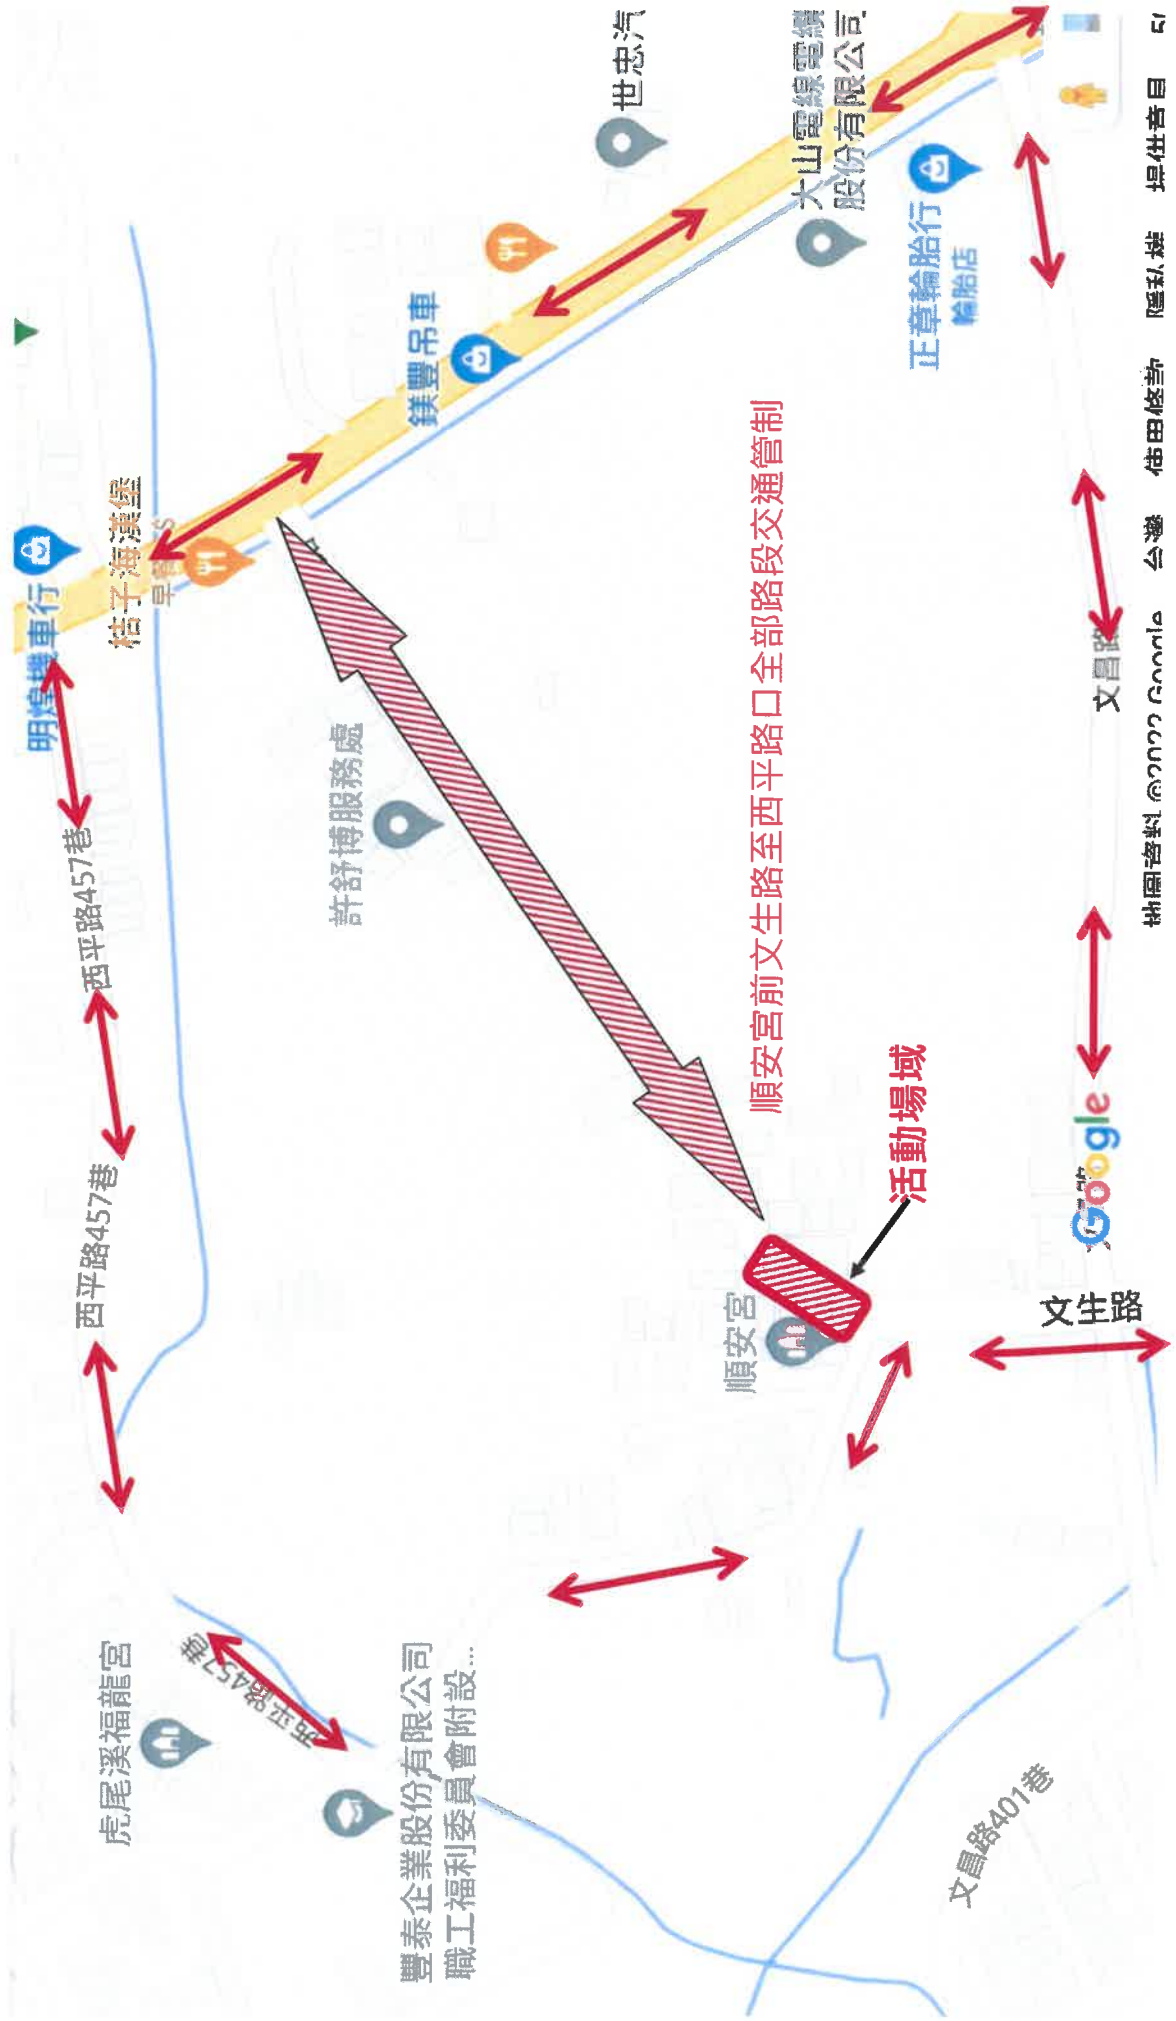 虎尾溪福龍宮
西平路457巷
西平路457巷
西平路457巷
明煌機車行
桔子海漢堡
豐泰企業股份有限公司
職工福利委員會附設...
許舒博服務處
鎂豐吊車
世忠汽
順安宮
順安宮前文生路至西平路口全部路段交通管制
大山電線電纜
股份有限公司
活動場域
正章輪胎行
輪胎店
文昌路401巷
文生路
Google
文昌路
地圖資料 ©2022 Google
台灣
使用條款
隱私權